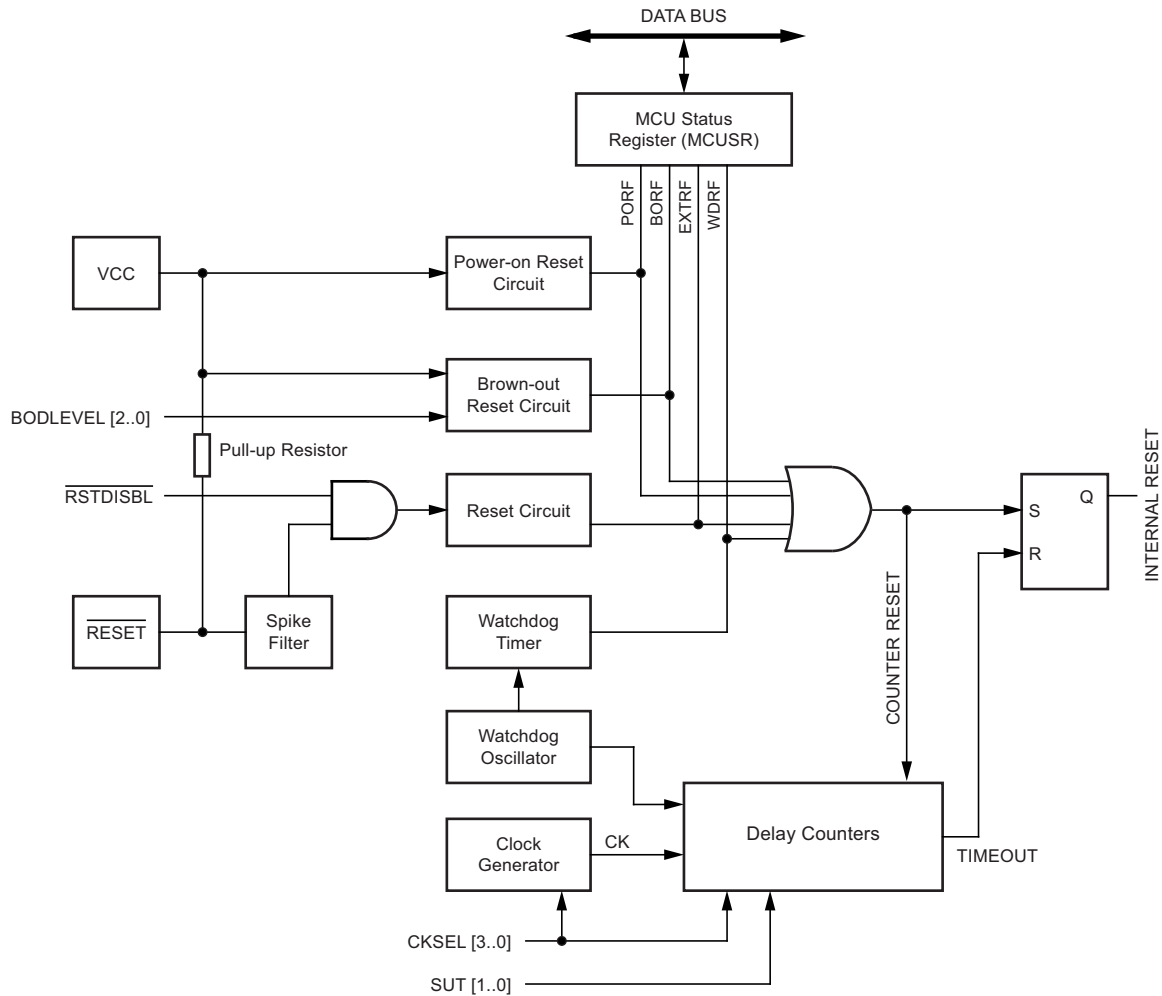 DATA BUS
MCU Status
Register (MCUSR)
PORF
BORF
EXTRF
WDRF
VCC
Power-on Reset
Circuit
Brown-out
Reset Circuit
BODLEVEL [2..0]
Pull-up Resistor
RSTDISBL
Reset Circuit
S
Q
R
INTERNAL RESET
RESET
Spike
Filter
Watchdog
Timer
COUNTER RESET
Watchdog
Oscillator
Clock
Generator
CK
Delay Counters
TIMEOUT
CKSEL [3..0]
SUT [1..0]